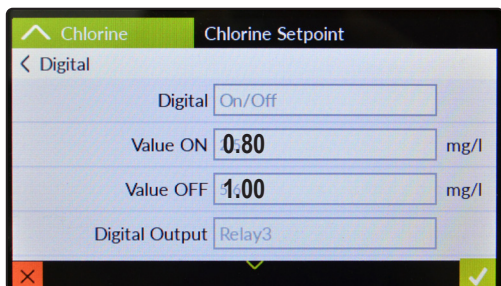 Chlorine Chlorine Setpoint
Digital
Digital On/Off
Value ON 0.80 mg/l
Value OFF 1.00 mg/l
Digital Output Relay3